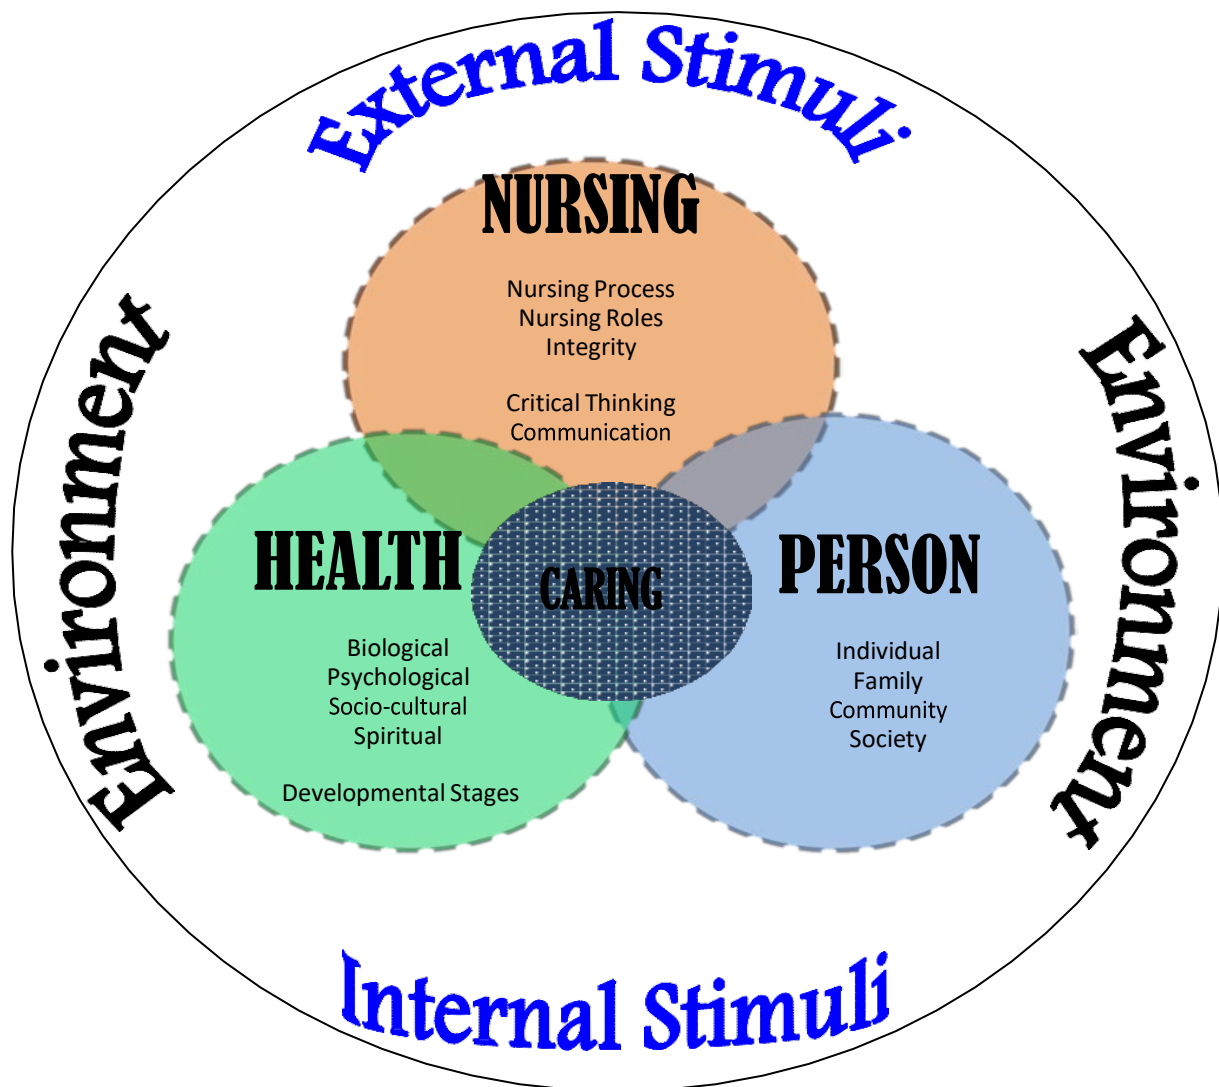 External Stimuli
NURSING
Nursing Process
Nursing Roles
Integrity
Critical Thinking
Communication
Environment
Environment
HEALTH
CARING
PERSON
Biological
Psychological
Socio-cultural
Spiritual
Developmental Stages
Individual
Family
Community
Society
Internal Stimuli